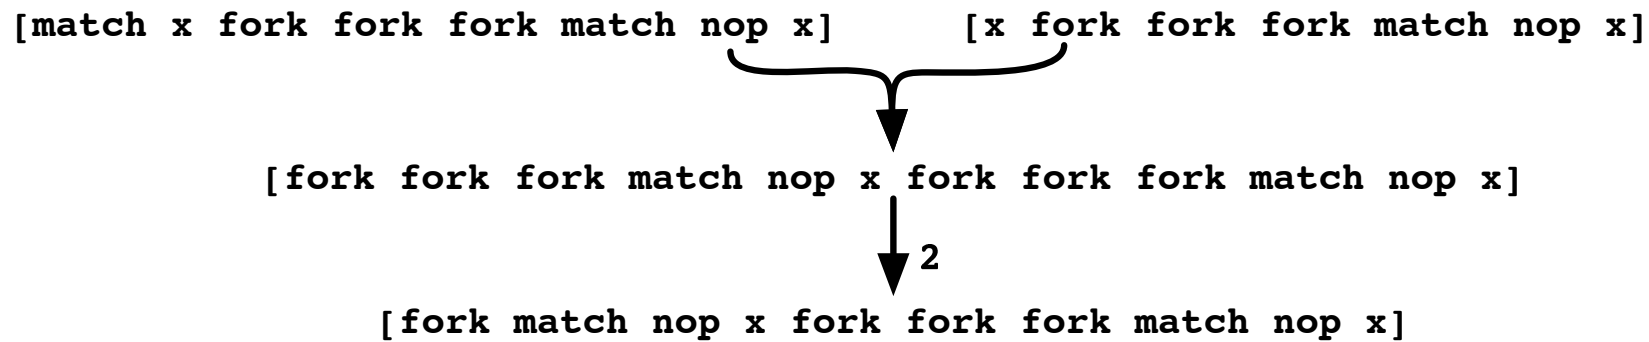 [match x fork fork fork match nop x] [x fork fork fork match nop x]
[fork fork fork match nop x fork fork fork match nop x]
2
[fork match nop x fork fork fork match nop x]